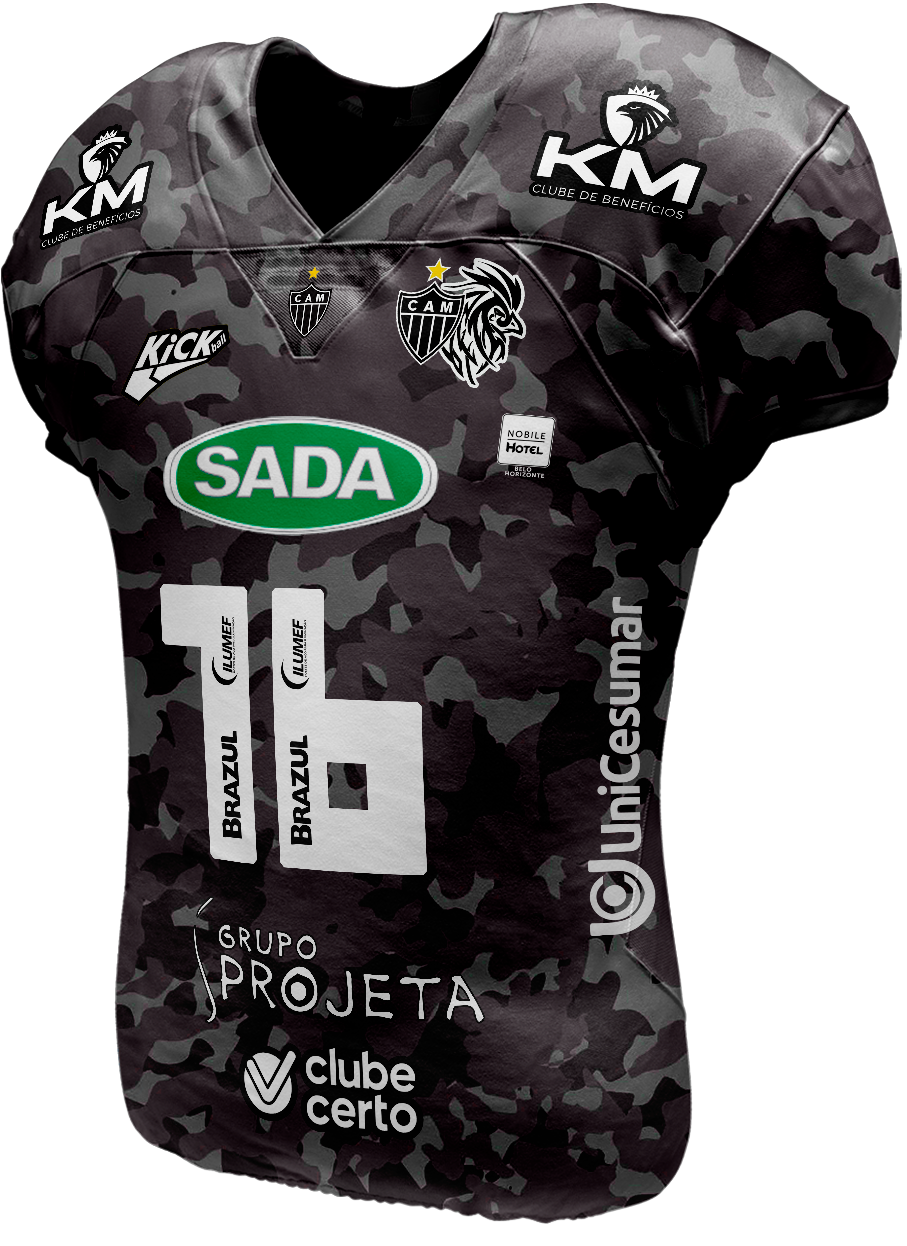 KM
CLUBE DE BENEFÍCIOS
KM
CLUBE DE BENEFÍCIOS
CAM
CAM
KiCK
ball
SADA
NOBILE
HOTEL
BELO
HORIZONTE
16
ILUMEF
ILUMEF
BRAZUL
BRAZUL
UniCesumar
GRUPO
PROJETA
clube
certo